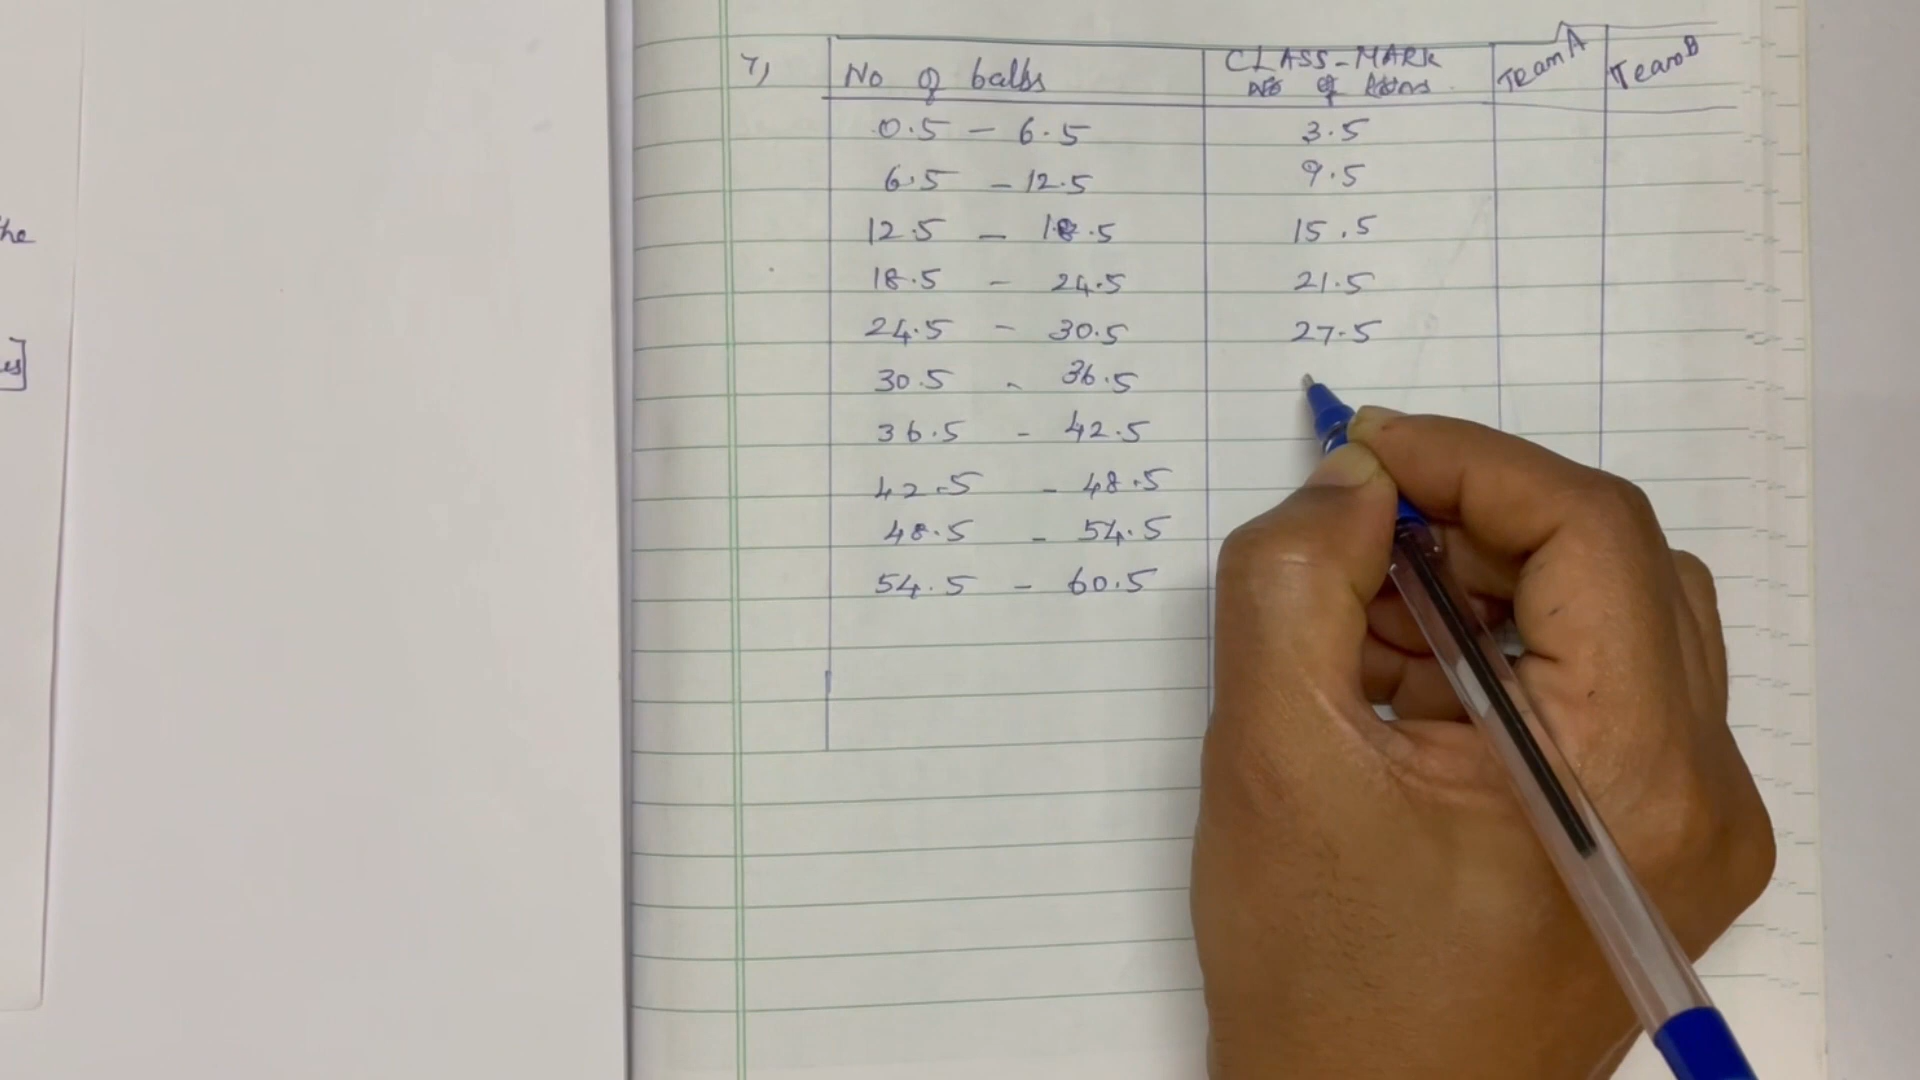 the
es]
7) No of balls CLASS-MARK Team A Team B
0.5 - 6.5 3.5
6.5 - 12.5 9.5
12.5 - 18.5 15.5
18.5 - 24.5 21.5
24.5 - 30.5 27.5
30.5 - 36.5
36.5 - 42.5
42.5 - 48.5
48.5 - 54.5
54.5 - 60.5